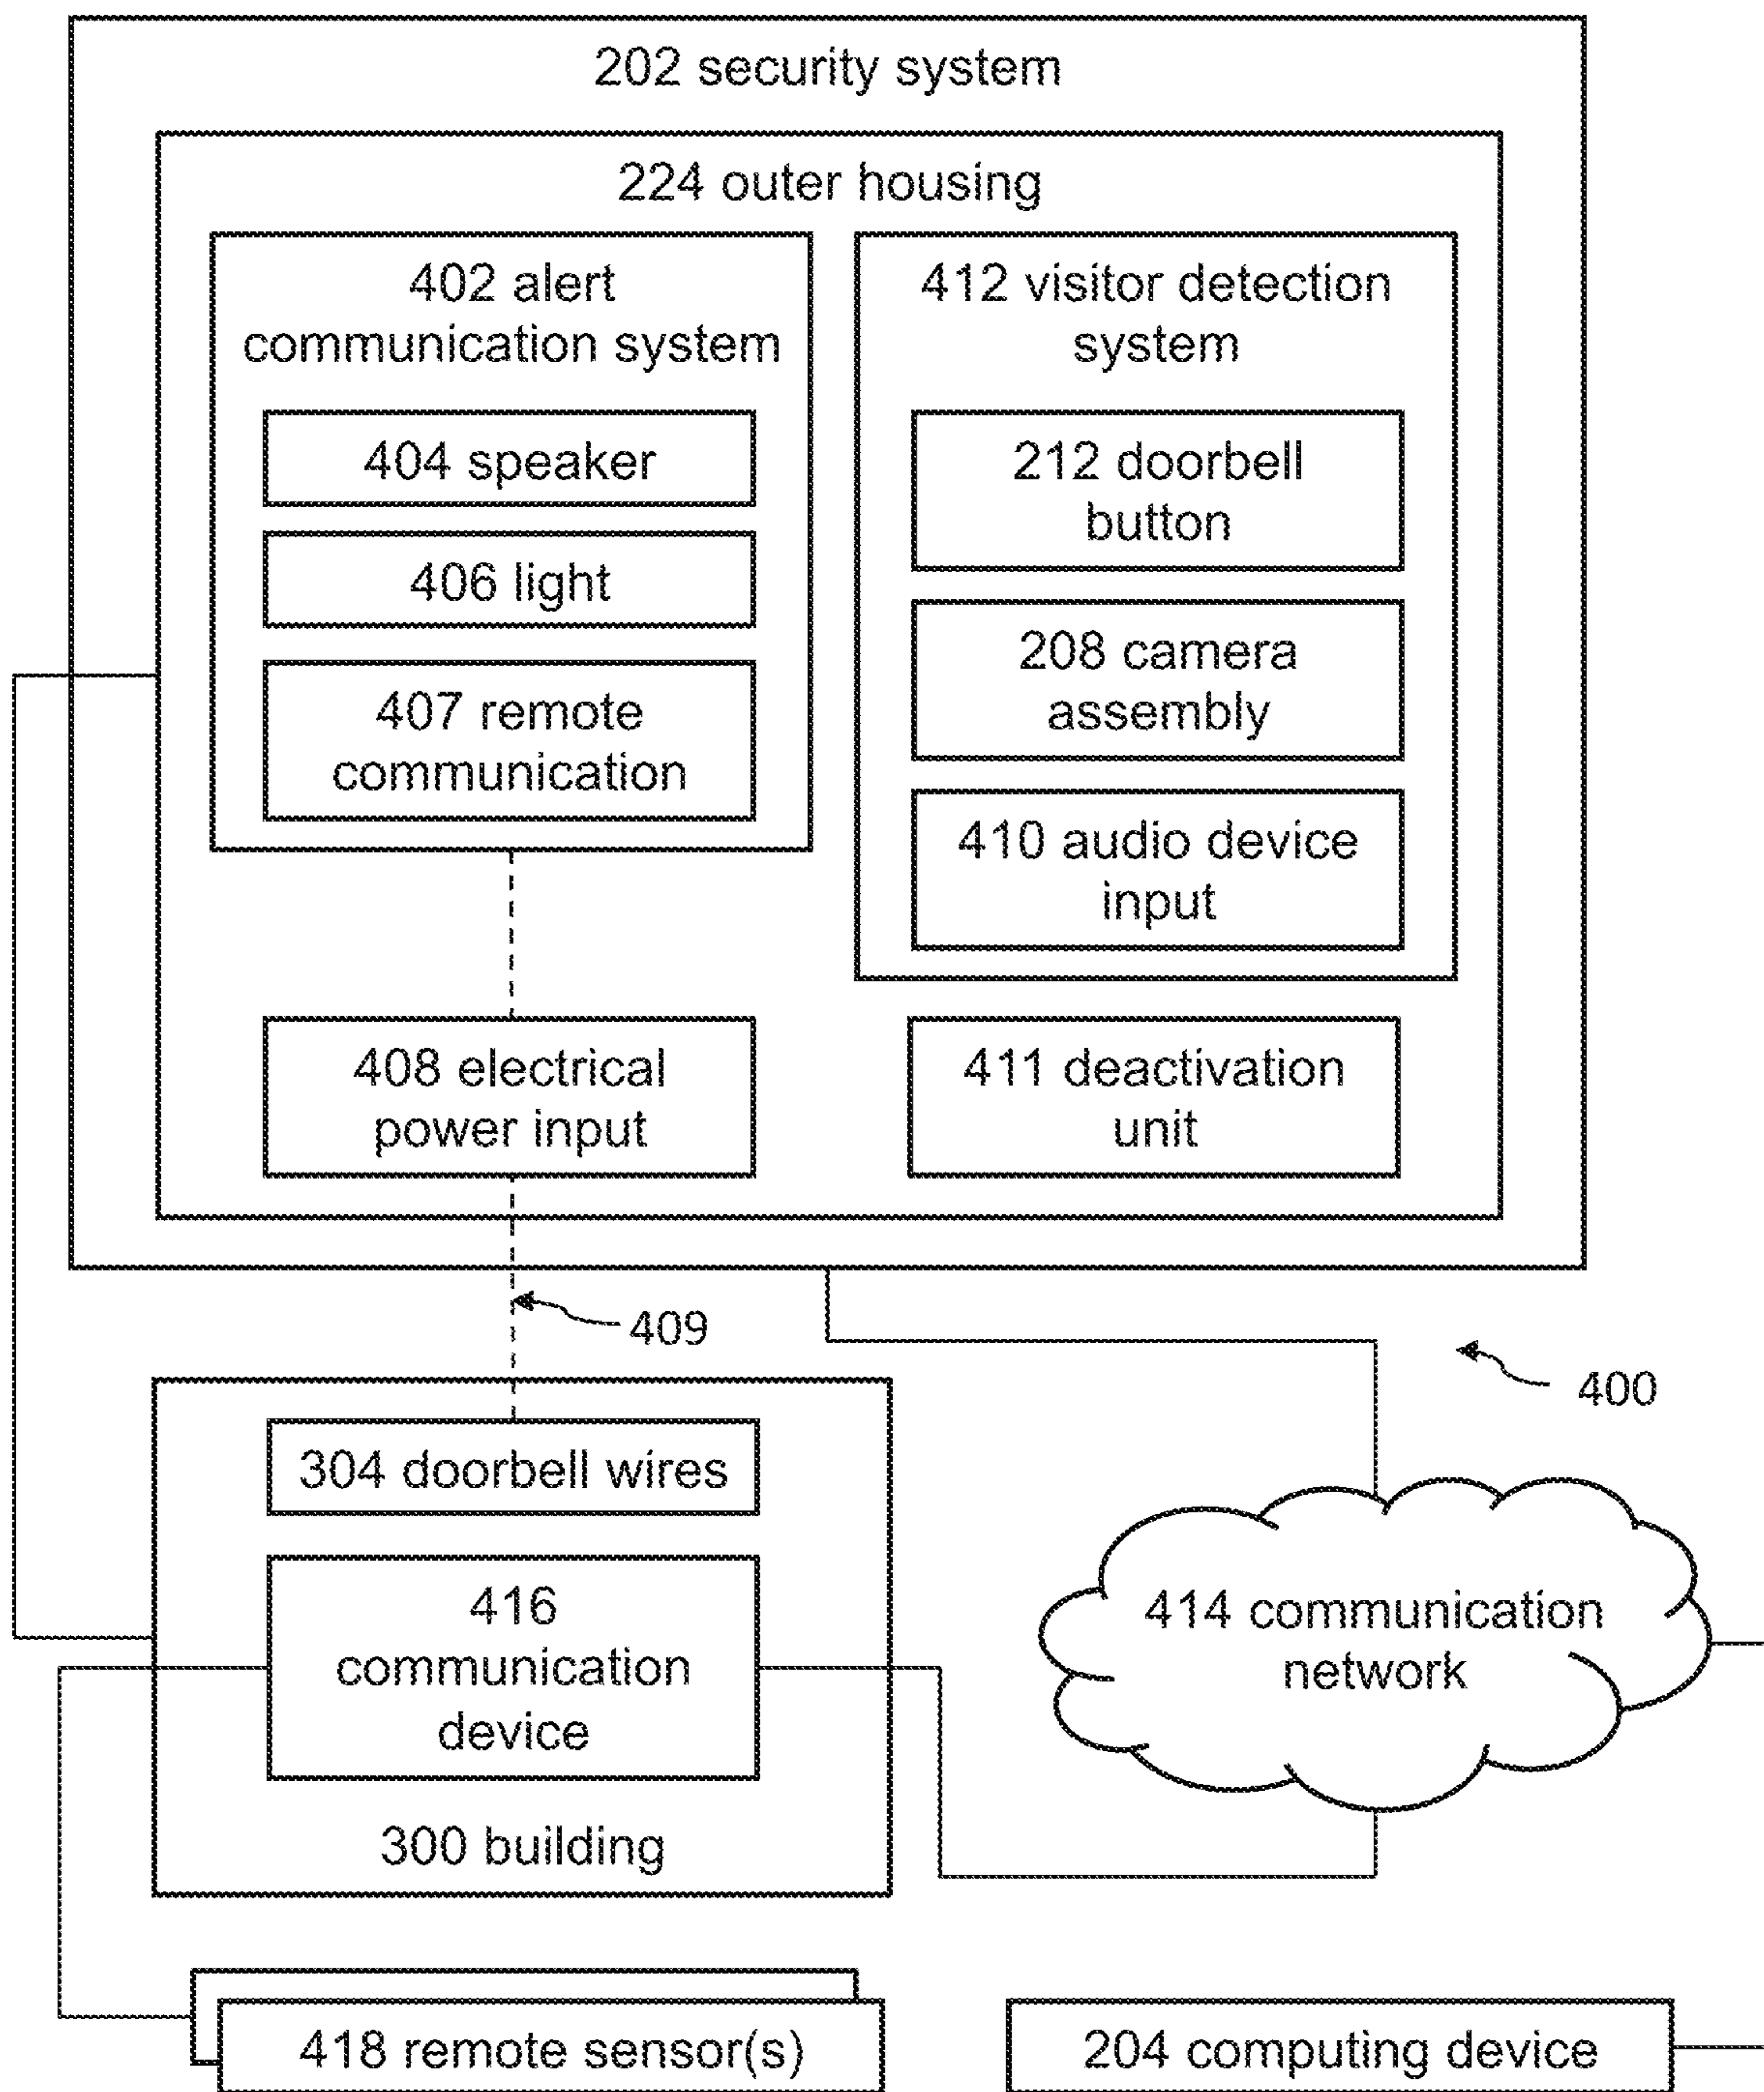 202 security system
224 outer housing
402 alert
communication system
404 speaker
406 light
407 remote
communication
412 visitor detection
system
212 doorbell
button
208 camera
assembly
410 audio device
input
408 electrical
power input
411 deactivation
unit
409
400
304 doorbell wires
416
communication
device
300 building
414 communication
network
418 remote sensor(s)
204 computing device